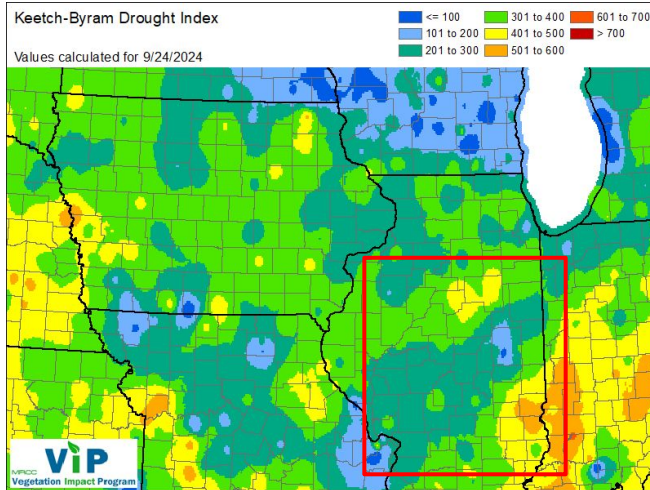 Keetch-Byram Drought Index
Values calculated for 9/24/2024
<= 100
101 to 200
201 to 300
301 to 400
401 to 500
501 to 600
601 to 700
> 700
MRCC
ViP
Vegetation Impact Program